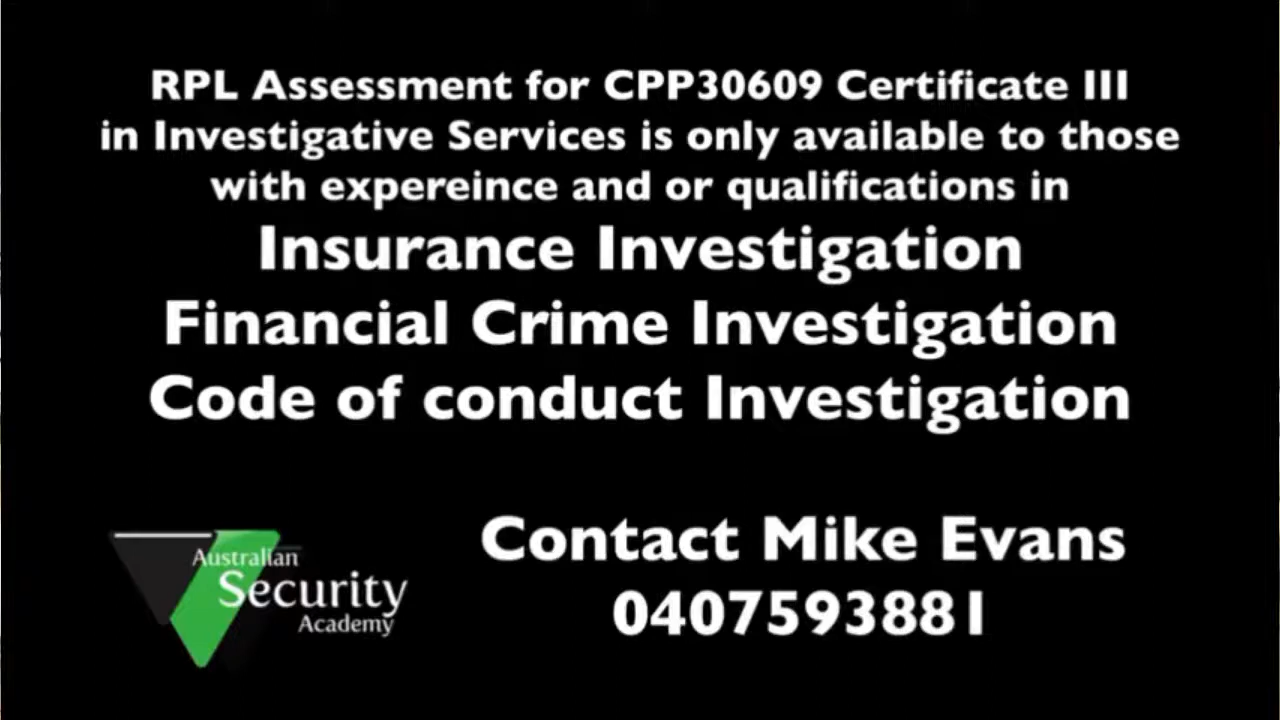 RPL Assessment for CPP30609 Certificate III
in Investigative Services is only available to those
with expereince and or qualifications in
Insurance Investigation
Financial Crime Investigation
Code of conduct Investigation
Contact Mike Evans
0407593881
Australian
Security
Academy